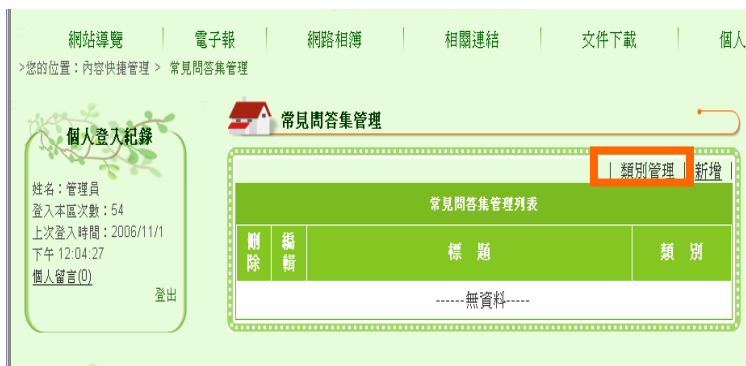 網站導覽 電子報 網路相簿 相關連結 文件下載 個人
>您的位置：內容快捷管理 > 常見問答集管理
個人登入紀錄
姓名：管理員
登入本區次數：54
上次登入時間：2006/11/1
下午 12:04:27
個人留言(0)
登出
常見問答集管理
| 類別管理 | 新增 |
常見問答集管理列表
刪除 編輯 標 題 類 別
------無資料-----